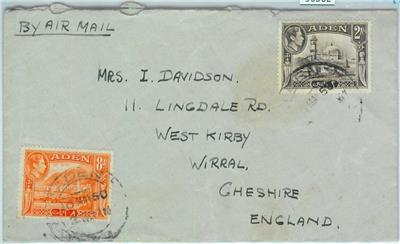 BY AIR MAIL
ADEN
2
MRS. I. DAVIDSON.
11. LINGDALE RD.
WEST KIRBY
WIRRAL,
CHESHIRE
ENGLAND.
ADEN
8